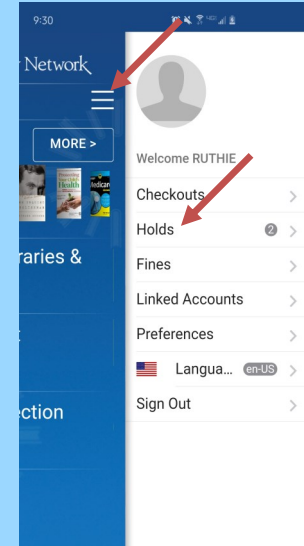 9:30
Network
MORE >
Health
Medicare
raries &
ection
Welcome RUTHIE
Checkouts
Holds 2
Fines
Linked Accounts
Preferences
Langua... en-US
Sign Out